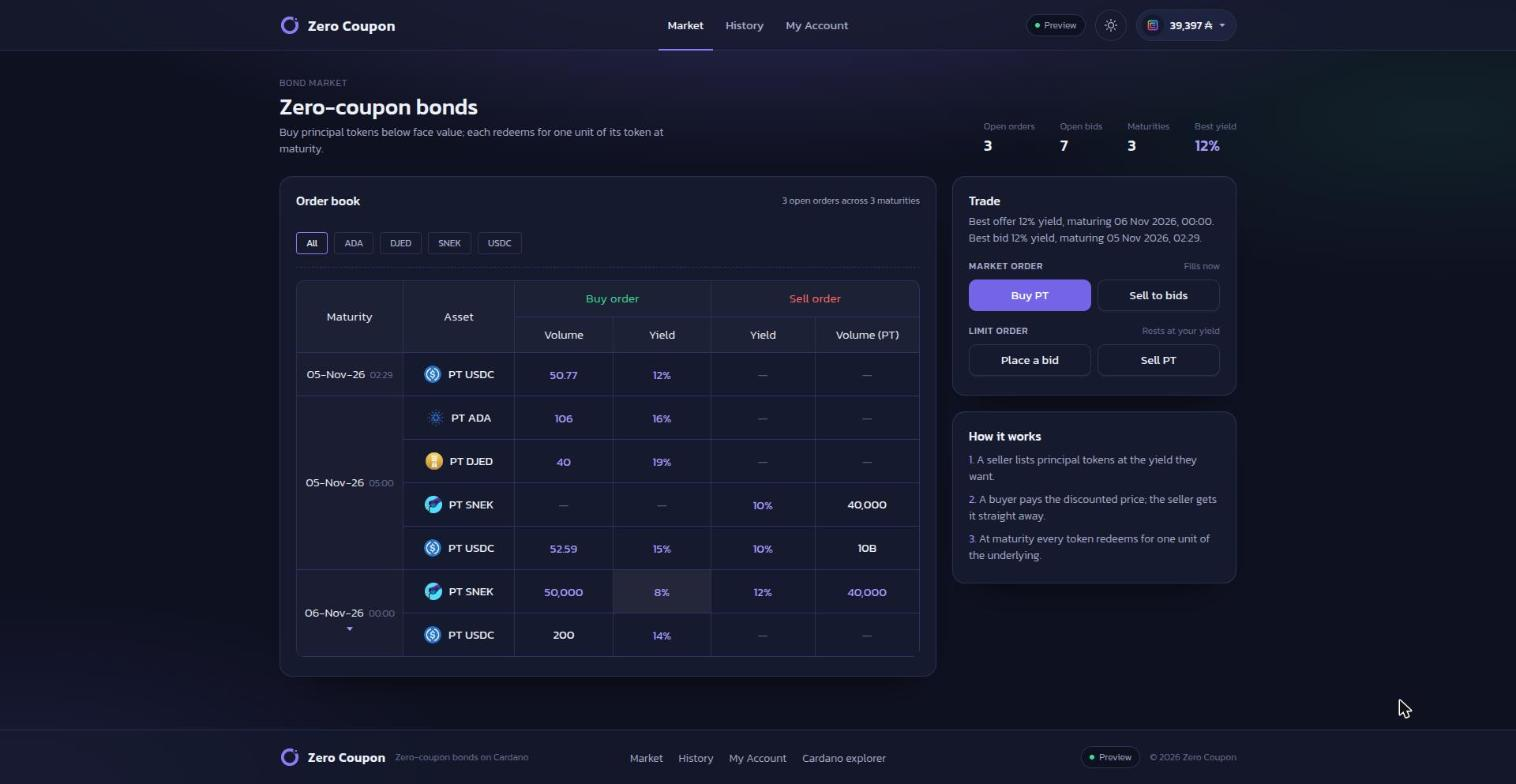 Zero Coupon
Market History My Account
Preview
39,397 ₳
BOND MARKET
Zero-coupon bonds
Buy principal tokens below face value; each redeems for one unit of its token at
maturity.
Open orders Open bids Maturities Best yield
3 7 3 12%
Order book
3 open orders across 3 maturities
All ADA DJED SNEK USDC
Maturity Asset Buy order Sell order
Volume Yield Yield Volume (PT)
05-Nov-26 02:29 PT USDC 50.77 12% — —
PT ADA 106 16% — —
PT DJED 40 19% — —
05-Nov-26 05:00
PT SNEK — — 10% 40,000
PT USDC 52.59 15% 10% 10B
PT SNEK 50,000 8% 12% 40,000
06-Nov-26 00:00
PT USDC 200 14% — —
Trade
Best offer 12% yield, maturing 06 Nov 2026, 00:00.
Best bid 12% yield, maturing 05 Nov 2026, 02:29.
MARKET ORDER Fills now
Buy PT Sell to bids
LIMIT ORDER Rests at your yield
Place a bid Sell PT
How it works
1. A seller lists principal tokens at the yield they
want.
2. A buyer pays the discounted price; the seller gets
it straight away.
3. At maturity every token redeems for one unit of
the underlying.
Zero Coupon Zero-coupon bonds on Cardano
Market History My Account Cardano explorer
Preview © 2026 Zero Coupon